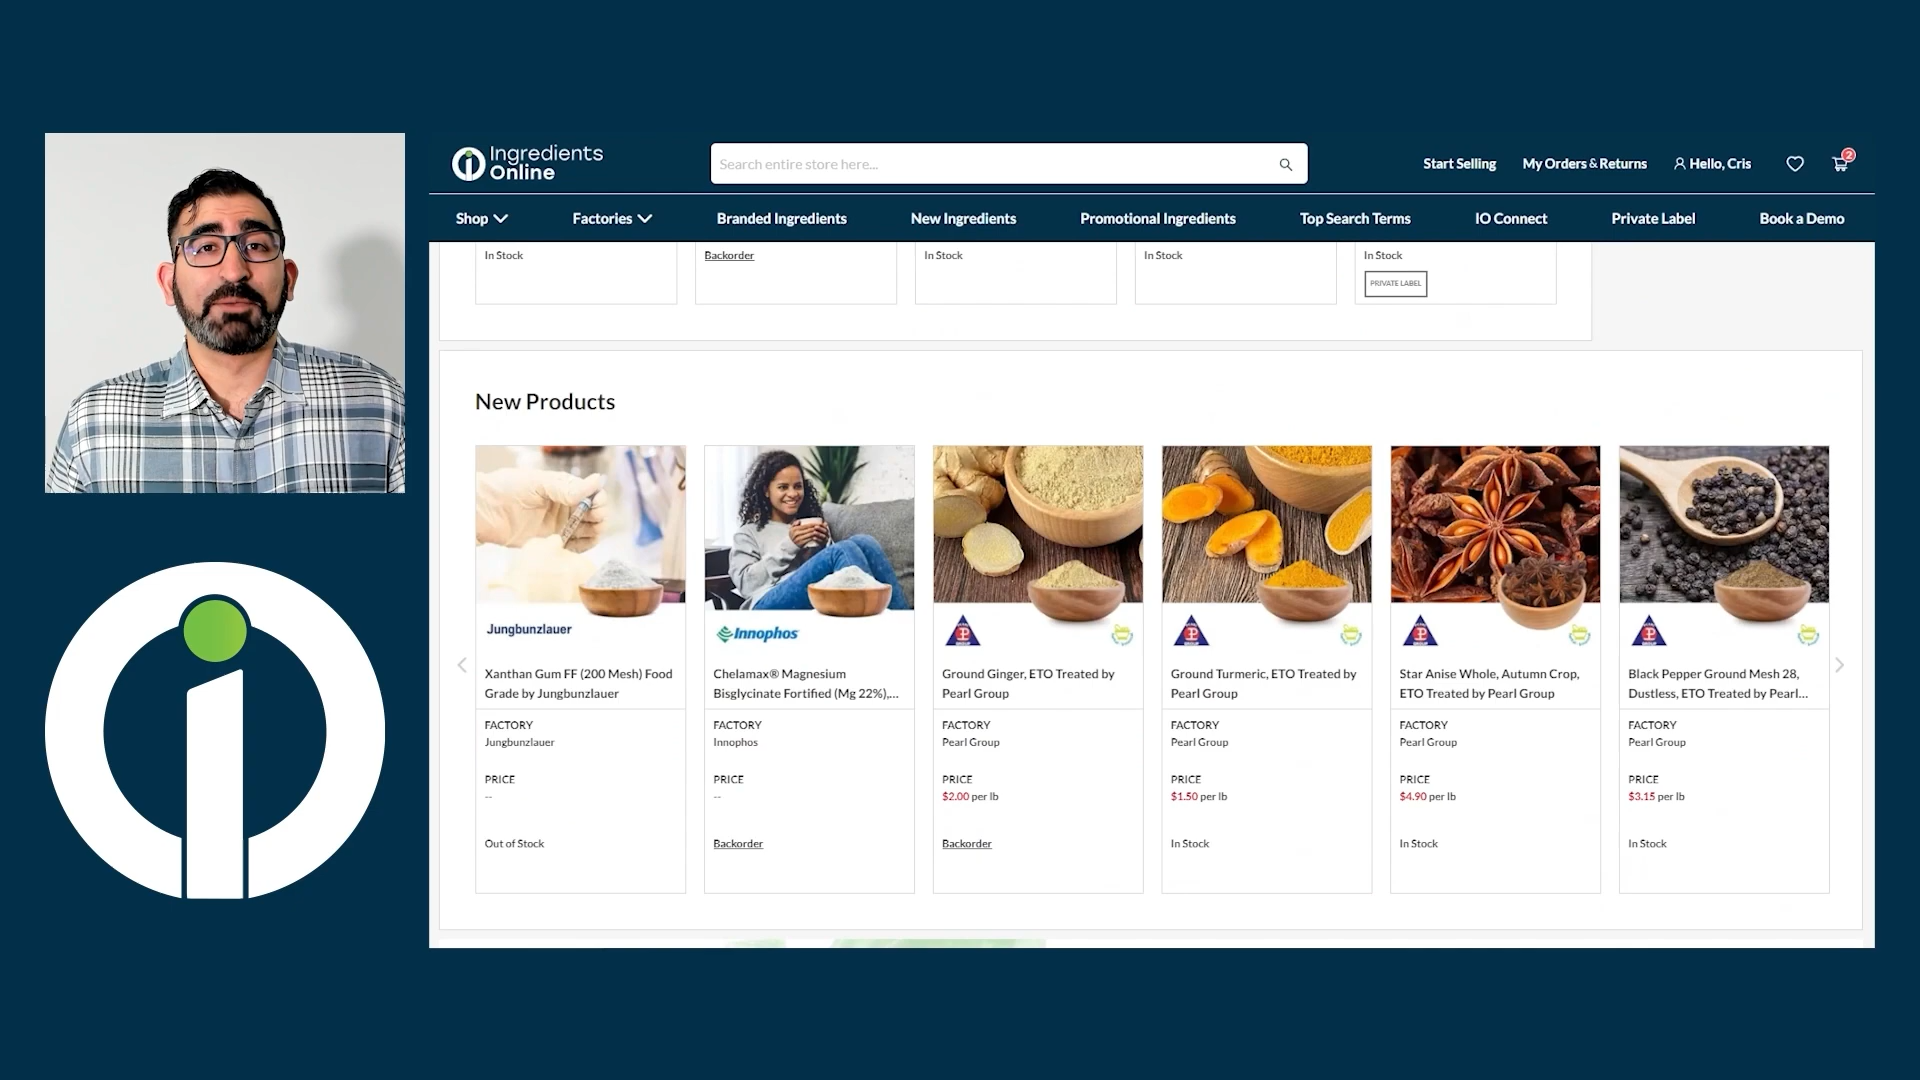 Ingredients
Online
Search entire store here...
Start Selling
My Orders & Returns
Hello, Cris
2
Shop
Factories
Branded Ingredients
New Ingredients
Promotional Ingredients
Top Search Terms
IO Connect
Private Label
Book a Demo
In Stock
Backorder
In Stock
In Stock
In Stock
PRIVATE LABEL
New Products
Jungbunzlauer
Xanthan Gum FF (200 Mesh) Food
Grade by Jungbunzlauer
FACTORY
Jungbunzlauer
PRICE
--
Out of Stock
Innophos
Chelamax® Magnesium
Bisglycinate Fortified (Mg 22%),...
FACTORY
Innophos
PRICE
--
Backorder
Ground Ginger, ETO Treated by
Pearl Group
FACTORY
Pearl Group
PRICE
$2.00 per lb
Backorder
Ground Turmeric, ETO Treated by
Pearl Group
FACTORY
Pearl Group
PRICE
$1.50 per lb
In Stock
Star Anise Whole, Autumn Crop,
ETO Treated by Pearl Group
FACTORY
Pearl Group
PRICE
$4.90 per lb
In Stock
Black Pepper Ground Mesh 28,
Dustless, ETO Treated by Pearl...
FACTORY
Pearl Group
PRICE
$3.15 per lb
In Stock